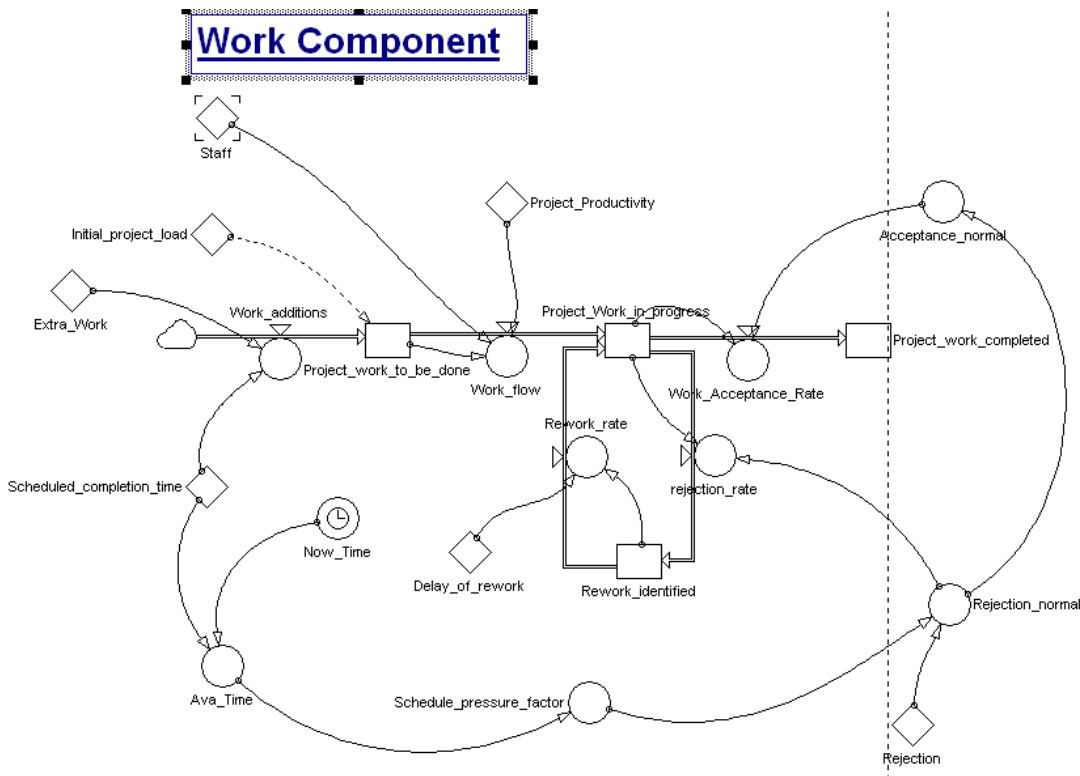 Work Component
Staff
Project_Productivity
Initial_project_load
Acceptance_normal
Extra_Work
Work_additions
Project_Work_in_progress
Project_work_to_be_done
Work_flow
Work_Acceptance_Rate
Project_work_completed
Rework_rate
rejection_rate
Scheduled_completion_time
Now_Time
Delay_of_rework
Rework_identified
Rejection_normal
Ava_Time
Schedule_pressure_factor
Rejection